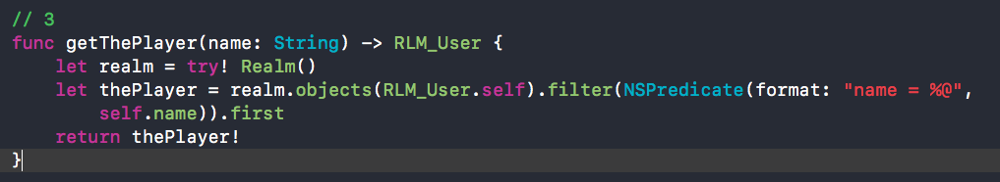 // 3
func getThePlayer(name: String) -> RLM_User {
    let realm = try! Realm()
    let thePlayer = realm.objects(RLM_User.self).filter(NSPredicate(format: "name = %@",
        self.name)).first
    return thePlayer!
}